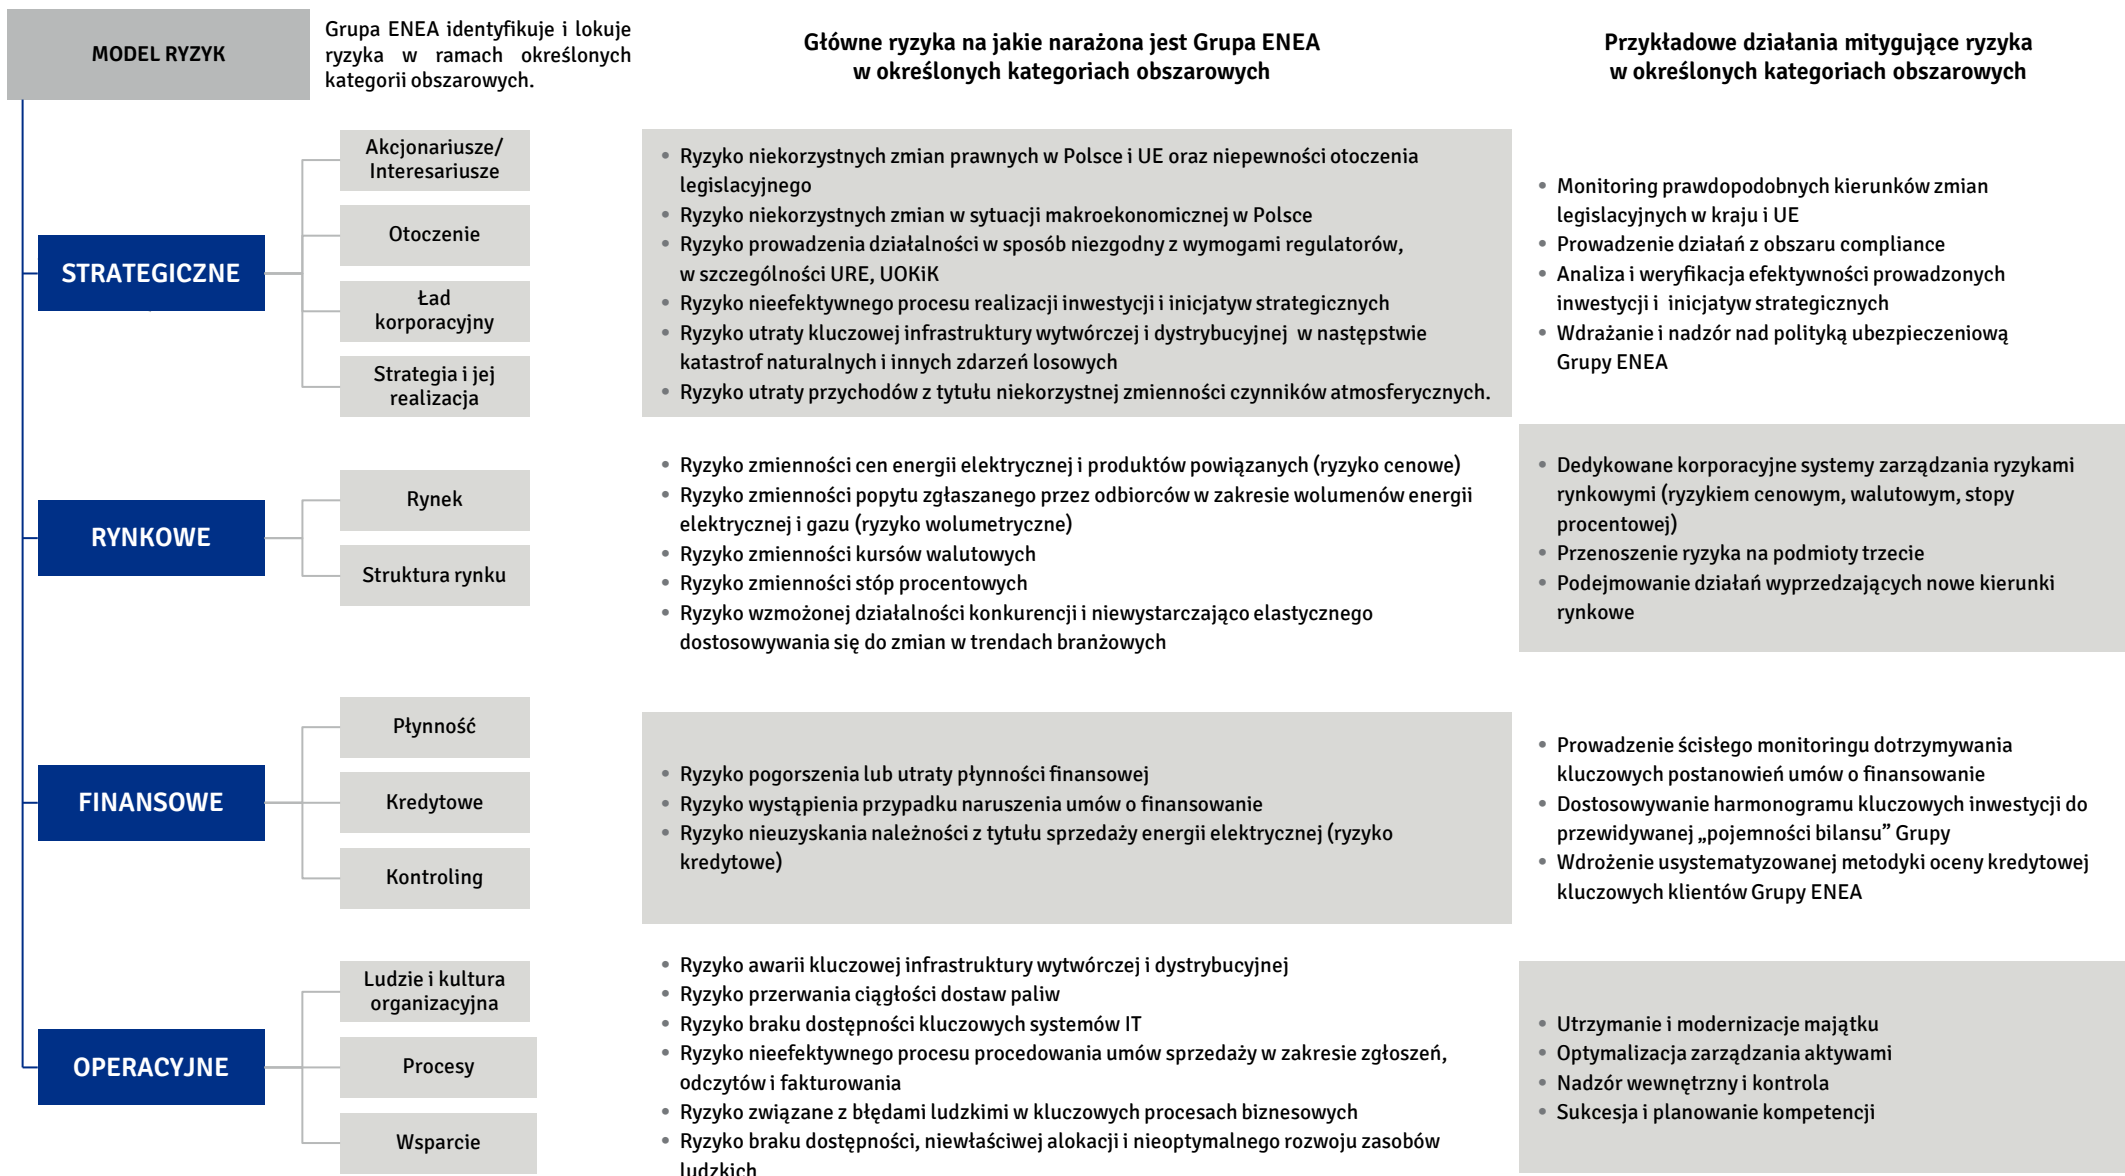 MODEL RYZYK
Grupa ENEA identyfikuje i lokuje
ryzyka w ramach określonych
kategorii obszarowych.
Główne ryzyka na jakie narażona jest Grupa ENEA
w określonych kategoriach obszarowych
Przykładowe działania mitygujące ryzyka
w określonych kategoriach obszarowych
STRATEGICZNE
Akcjonariusze/
Interesariusze
Otoczenie
Ład
korporacyjny
Strategia i jej
realizacja
• Ryzyko niekorzystnych zmian prawnych w Polsce i UE oraz niepewności otoczenia
legislacyjnego
• Ryzyko niekorzystnych zmian w sytuacji makroekonomicznej w Polsce
• Ryzyko prowadzenia działalności w sposób niezgodny z wymogami regulatorów,
w szczególności URE, UOKiK
• Ryzyko nieefektywnego procesu realizacji inwestycji i inicjatyw strategicznych
• Ryzyko utraty kluczowej infrastruktury wytwórczej i dystrybucyjnej w następstwie
katastrof naturalnych i innych zdarzeń losowych
• Ryzyko utraty przychodów z tytułu niekorzystnej zmienności czynników atmosferycznych.
• Monitoring prawdopodobnych kierunków zmian
legislacyjnych w kraju i UE
• Prowadzenie działań z obszaru compliance
• Analiza i weryfikacja efektywności prowadzonych
inwestycji i inicjatyw strategicznych
• Wdrażanie i nadzór nad polityką ubezpieczeniową
Grupy ENEA
RYNKOWE
Rynek
Struktura rynku
• Ryzyko zmienności cen energii elektrycznej i produktów powiązanych (ryzyko cenowe)
• Ryzyko zmienności popytu zgłaszanego przez odbiorców w zakresie wolumenów energii
elektrycznej i gazu (ryzyko wolumetryczne)
• Ryzyko zmienności kursów walutowych
• Ryzyko zmienności stóp procentowych
• Ryzyko wzmożonej działalności konkurencji i niewystarczająco elastycznego
dostosowywania się do zmian w trendach branżowych
• Dedykowane korporacyjne systemy zarządzania ryzykami
rynkowymi (ryzykiem cenowym, walutowym, stopy
procentowej)
• Przenoszenie ryzyka na podmioty trzecie
• Podejmowanie działań wyprzedzających nowe kierunki
rynkowe
FINANSOWE
Płynność
Kredytowe
Kontroling
• Ryzyko pogorszenia lub utraty płynności finansowej
• Ryzyko wystąpienia przypadku naruszenia umów o finansowanie
• Ryzyko nieuzyskania należności z tytułu sprzedaży energii elektrycznej (ryzyko
kredytowe)
• Prowadzenie ścisłego monitoringu dotrzymywania
kluczowych postanowień umów o finansowanie
• Dostosowywanie harmonogramu kluczowych inwestycji do
przewidywanej „pojemności bilansu” Grupy
• Wdrożenie usystematyzowanej metodyki oceny kredytowej
kluczowych klientów Grupy ENEA
OPERACYJNE
Ludzie i kultura
organizacyjna
Procesy
Wsparcie
• Ryzyko awarii kluczowej infrastruktury wytwórczej i dystrybucyjnej
• Ryzyko przerwania ciągłości dostaw paliw
• Ryzyko braku dostępności kluczowych systemów IT
• Ryzyko nieefektywnego procesu procedowania umów sprzedaży w zakresie zgłoszeń,
odczytów i fakturowania
• Ryzyko związane z błędami ludzkimi w kluczowych procesach biznesowych
• Ryzyko braku dostępności, niewłaściwej alokacji i nieoptymalnego rozwoju zasobów
ludzkich
• Utrzymanie i modernizacje majątku
• Optymalizacja zarządzania aktywami
• Nadzór wewnętrzny i kontrola
• Sukcesja i planowanie kompetencji